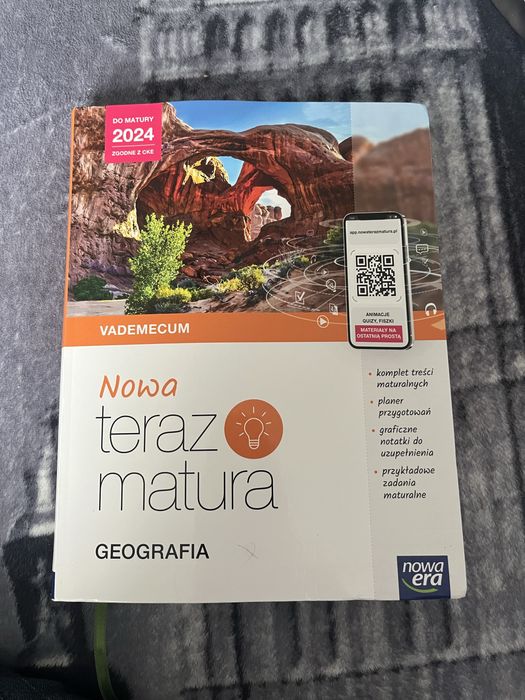 DO MATURY
2024
ZGODNE Z CKE
app.nowaterazmatura.pl
ANIMACJE
QUIZY, FISZKI
MATERIAŁY NA
OSTATNIĄ PROSTĄ
VADEMECUM
Nowa
teraz
matura
GEOGRAFIA
• komplet treści
maturalnych
• planer
przygotowań
• graficzne
notatki do
uzupełnienia
• przykładowe
zadania
maturalne
nowa
era